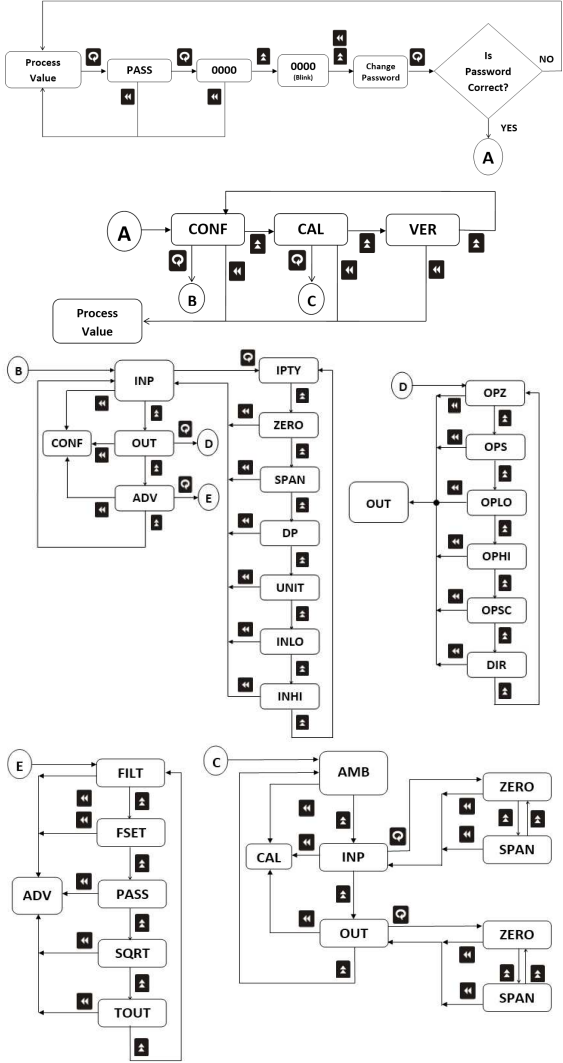 Process
Value
PASS
0000
0000
(Blink)
Change
Password
Is
Password
Correct?
NO
YES
A
A
CONF
CAL
VER
B
C
Process
Value
B
INP
IPTY
CONF
OUT
D
ADV
E
ZERO
SPAN
DP
UNIT
INLO
INHI
D
OPZ
OPS
OUT
OPLO
OPHI
OPSC
DIR
E
FILT
FSET
ADV
PASS
SQRT
TOUT
C
AMB
CAL
INP
OUT
ZERO
SPAN
ZERO
SPAN